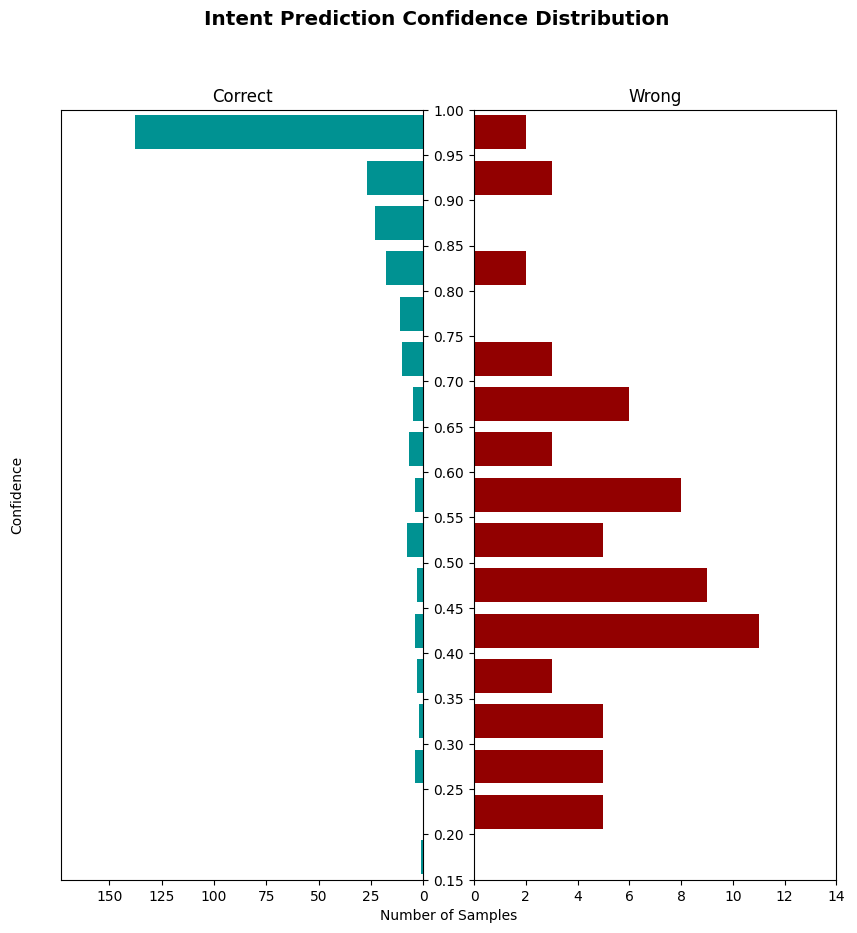 Intent Prediction Confidence Distribution
Correct
Wrong
1.00
0.95
0.90
0.85
0.80
0.75
0.70
0.65
0.60
0.55
0.50
0.45
0.40
0.35
0.30
0.25
0.20
0.15
Confidence
150 125 100 75 50 25 0
0 2 4 6 8 10 12 14
Number of Samples